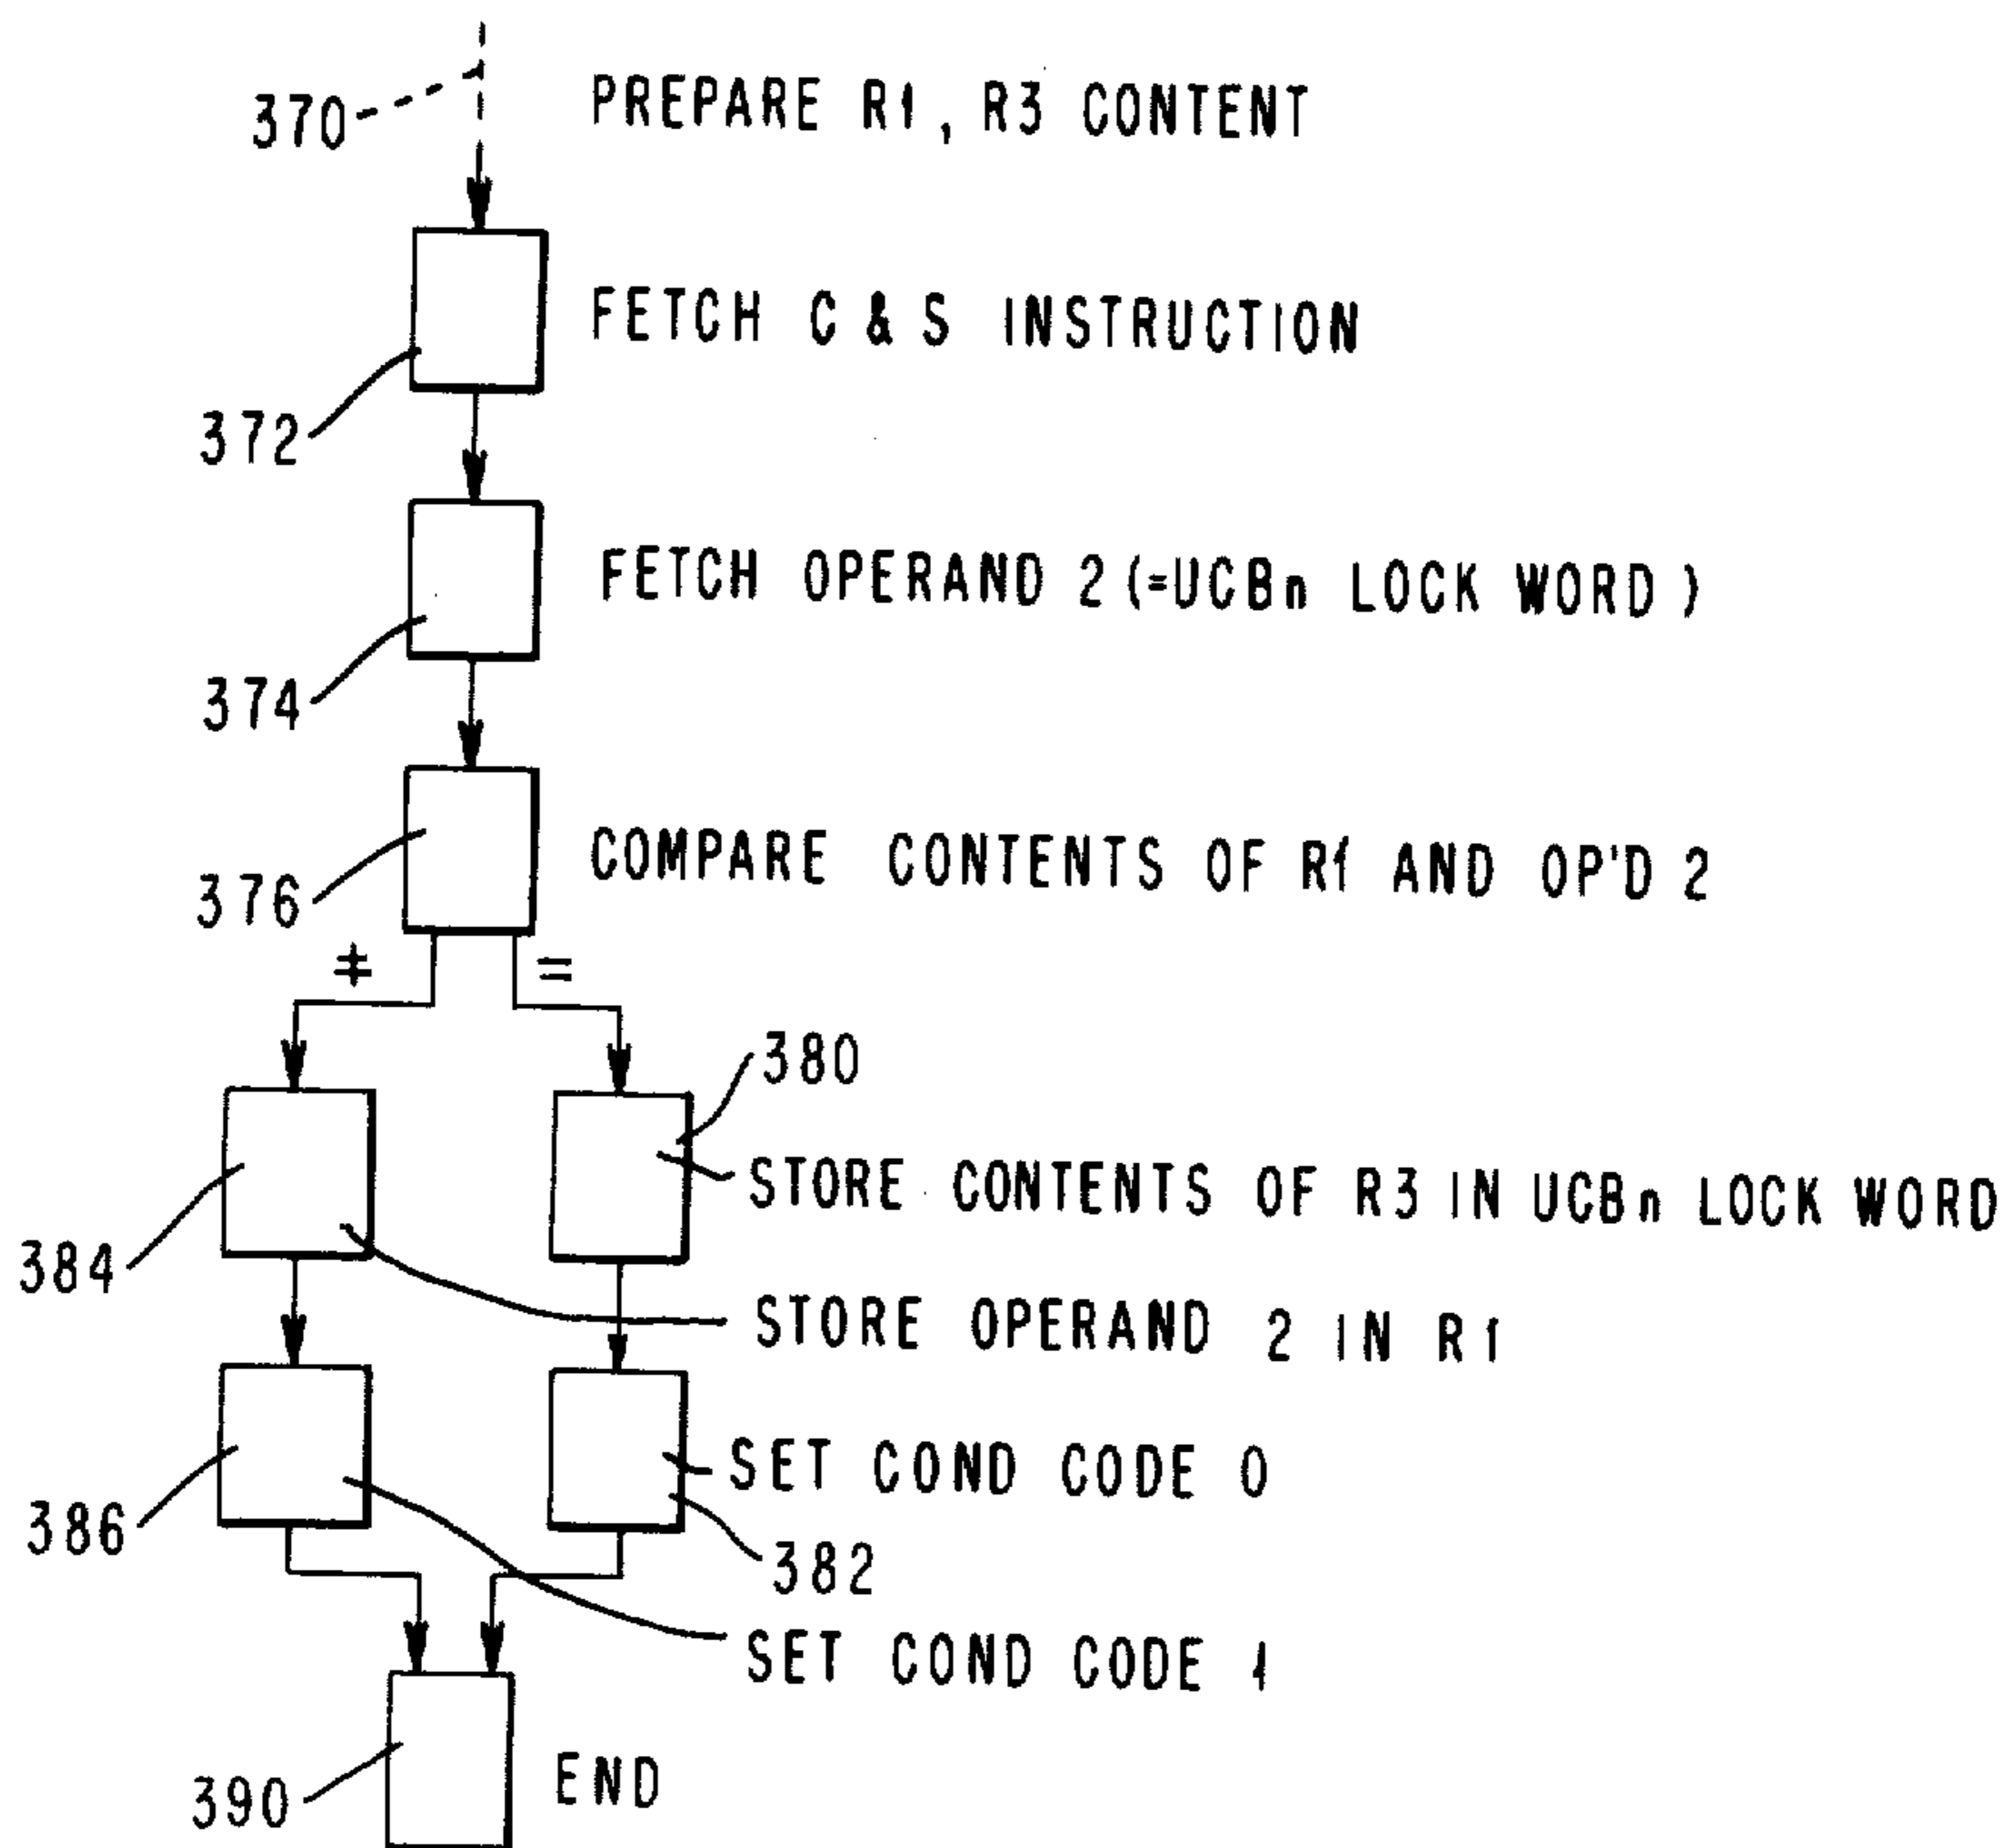 370
PREPARE R1, R3 CONTENT
FETCH C & S INSTRUCTION
372
FETCH OPERAND 2 (=UCBn LOCK WORD)
374
COMPARE CONTENTS OF R1 AND OP'D 2
376
≠ =
380
STORE CONTENTS OF R3 IN UCBn LOCK WORD
384
STORE OPERAND 2 IN R1
SET COND CODE 0
386
382
SET COND CODE 1
END
390